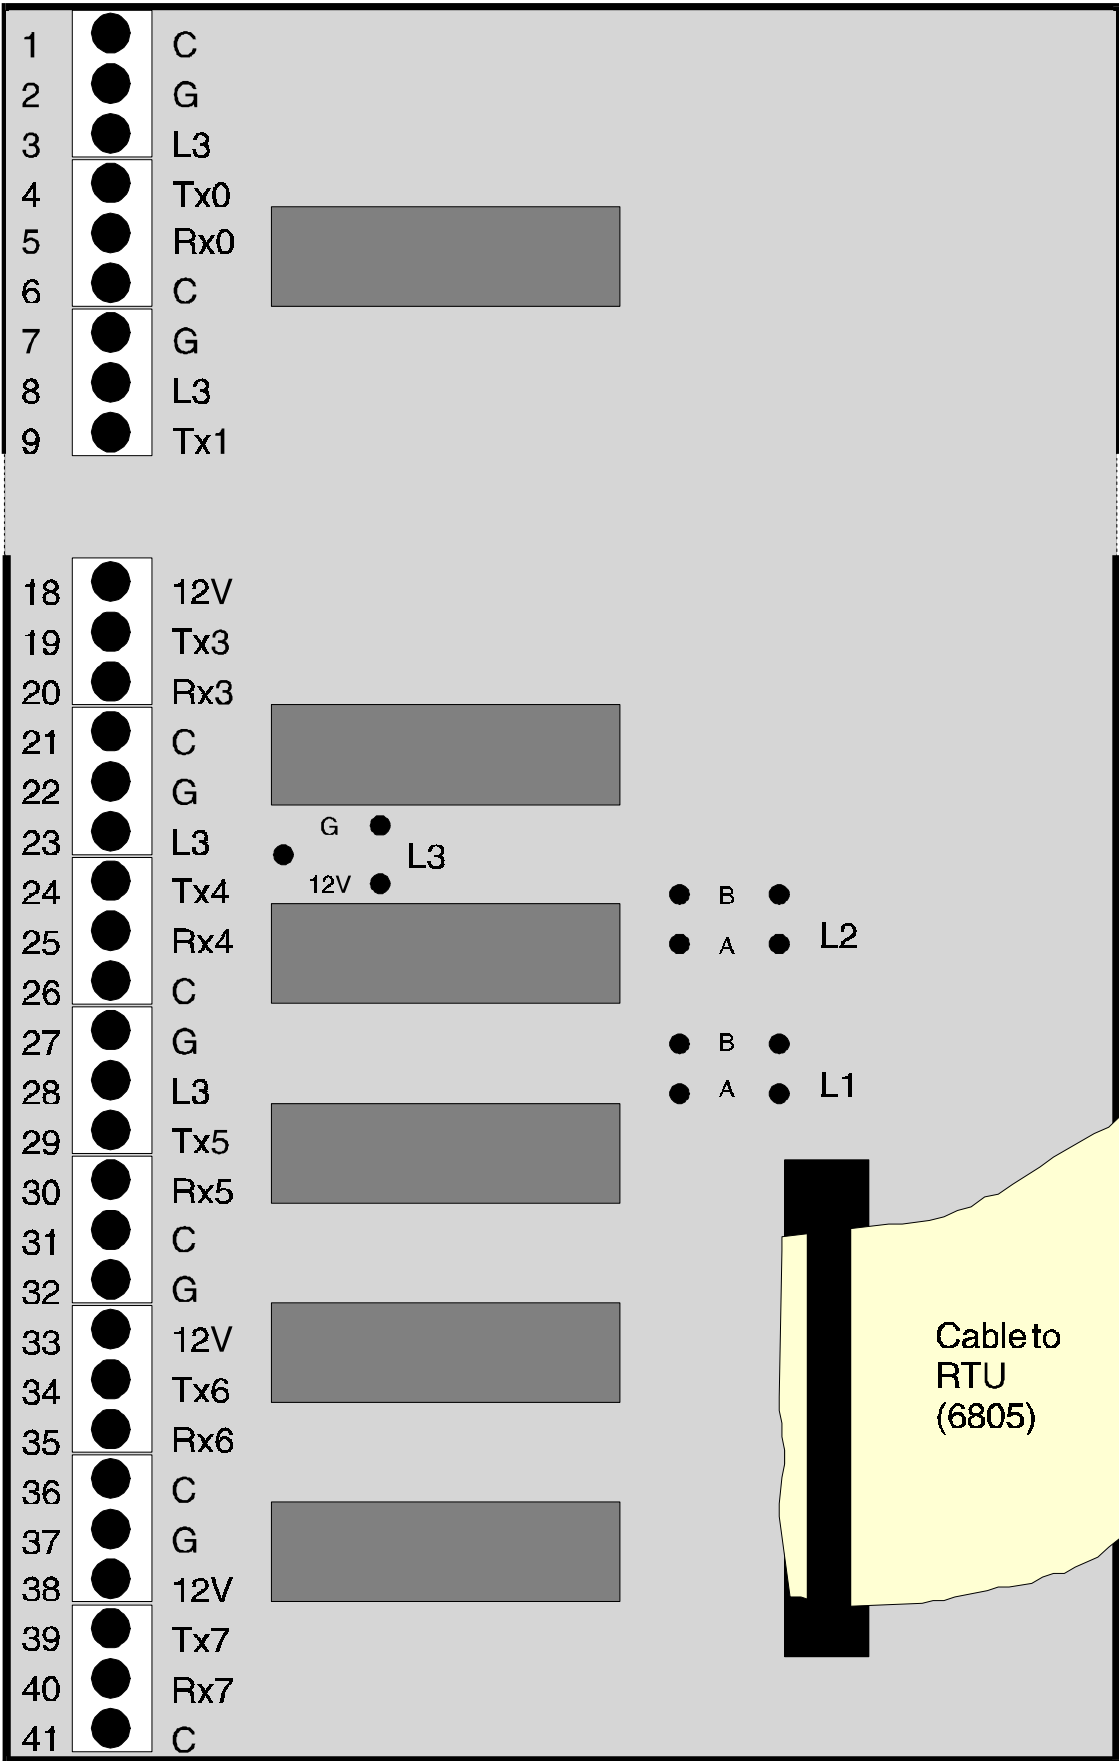 1 C
2 G
3 L3
4 Tx0
5 Rx0
6 C
7 G
8 L3
9 Tx1
18 12V
19 Tx3
20 Rx3
21 C
22 G
G
23 L3
L3
12V
24 Tx4
B
25 Rx4
L2
A
26 C
27 G
B
28 L3
A L1
29 Tx5
30 Rx5
31 C
32 G
33 12V
Cable to
RTU
(6805)
34 Tx6
35 Rx6
36 C
37 G
38 12V
39 Tx7
40 Rx7
41 C